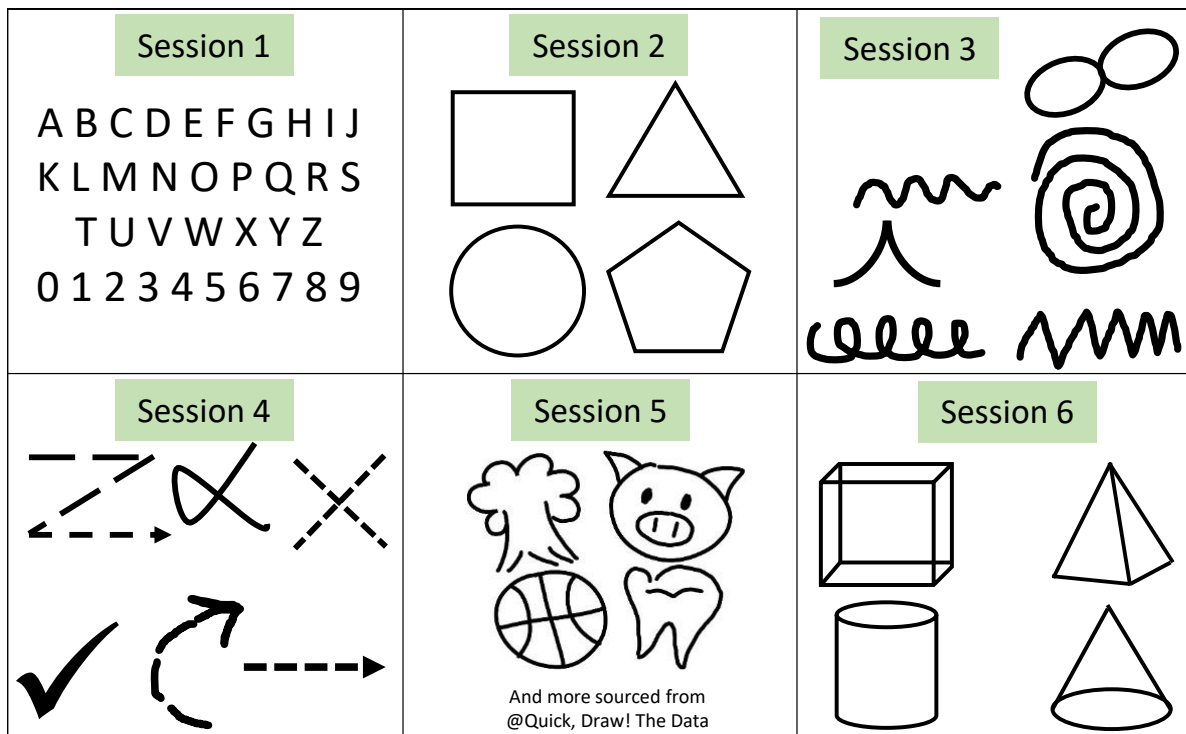 Session 1
A B C D E F G H I J
K L M N O P Q R S
T U V W X Y Z
0 1 2 3 4 5 6 7 8 9
Session 2
Session 3
Session 4
Session 5
And more sourced from
@Quick, Draw! The Data
Session 6